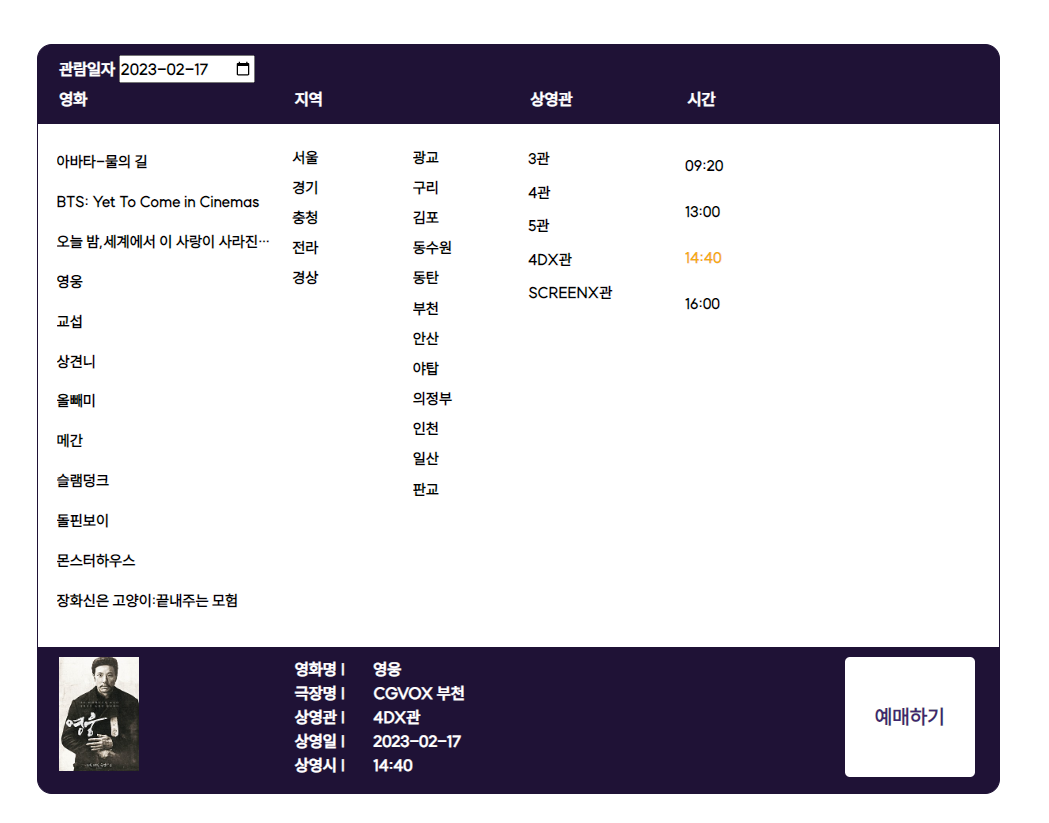 관람일자 2023-02-17
영화 지역 상영관 시간
아바타-물의 길
BTS: Yet To Come in Cinemas
오늘 밤,세계에서 이 사랑이 사라진…
영웅
교섭
상견니
올빼미
메간
슬램덩크
돌핀보이
몬스터하우스
장화신은 고양이:끝내주는 모험
서울
경기
충청
전라
경상
광교
구리
김포
동수원
동탄
부천
안산
야탑
의정부
인천
일산
판교
3관
4관
5관
4DX관
SCREENX관
09:20
13:00
14:40
16:00
영웅
영화명 | 영웅
극장명 | CGVOX 부천
상영관 | 4DX관
상영일 | 2023-02-17
상영시 | 14:40
예매하기